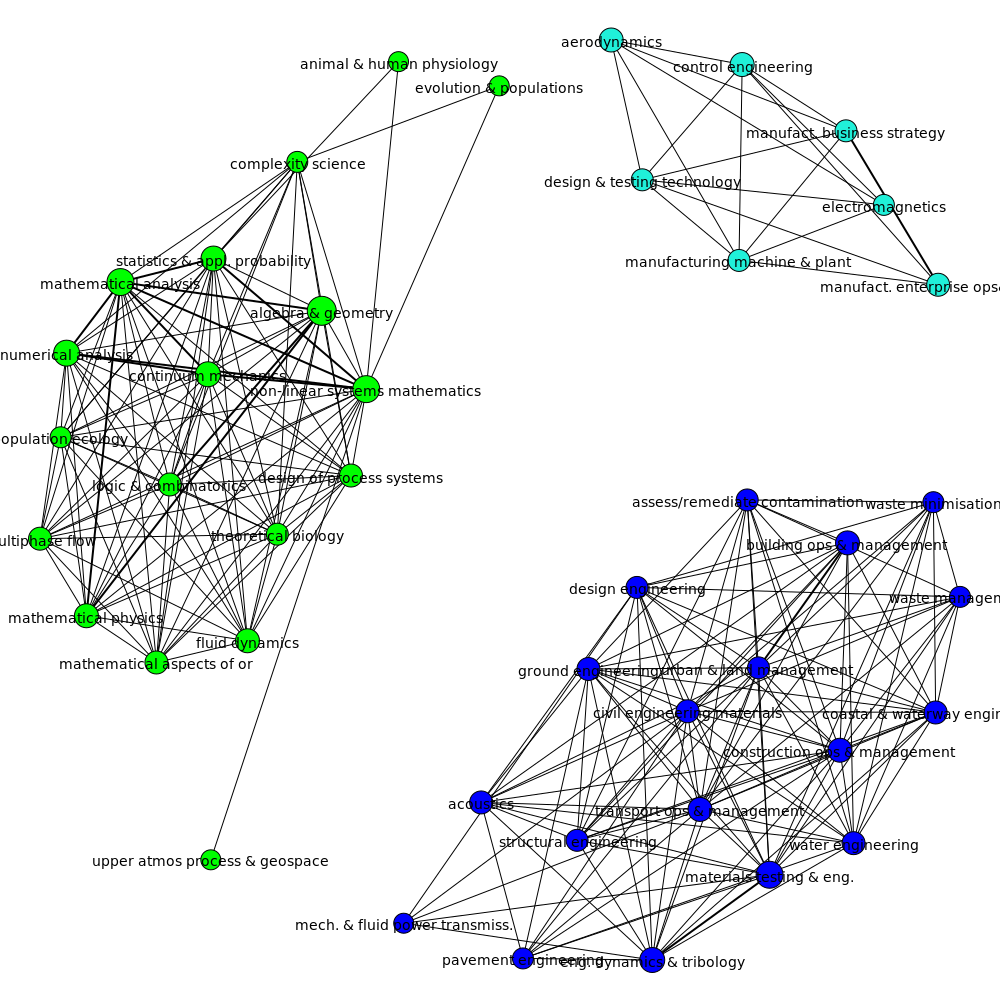 aerodynamics
animal & human physiology
control engineering
evolution & populations
manufact. business strategy
complexity science
design & testing technology
electromagnetics
statistics & appl. probability
manufacturing machine & plant
mathematical analysis
manufact. enterprise ops
algebra & geometry
numerical analysis
continuum mechanics
non-linear systems mathematics
opulation ecology
design of process systems
logic & combinatorics
assess/remediate contamination
waste minimisation
theoretical biology
ultiphase flow
building ops & management
design engineering
waste managem
mathematical physics
fluid dynamics
mathematical aspects of or
ground engineering
urban & land management
civil engineering materials
coastal & waterway engin
construction ops & management
acoustics
transport ops & management
structural engineering
water engineering
upper atmos process & geospace
materials testing & eng.
mech. & fluid power transmiss.
pavement engineering
eng. dynamics & tribology